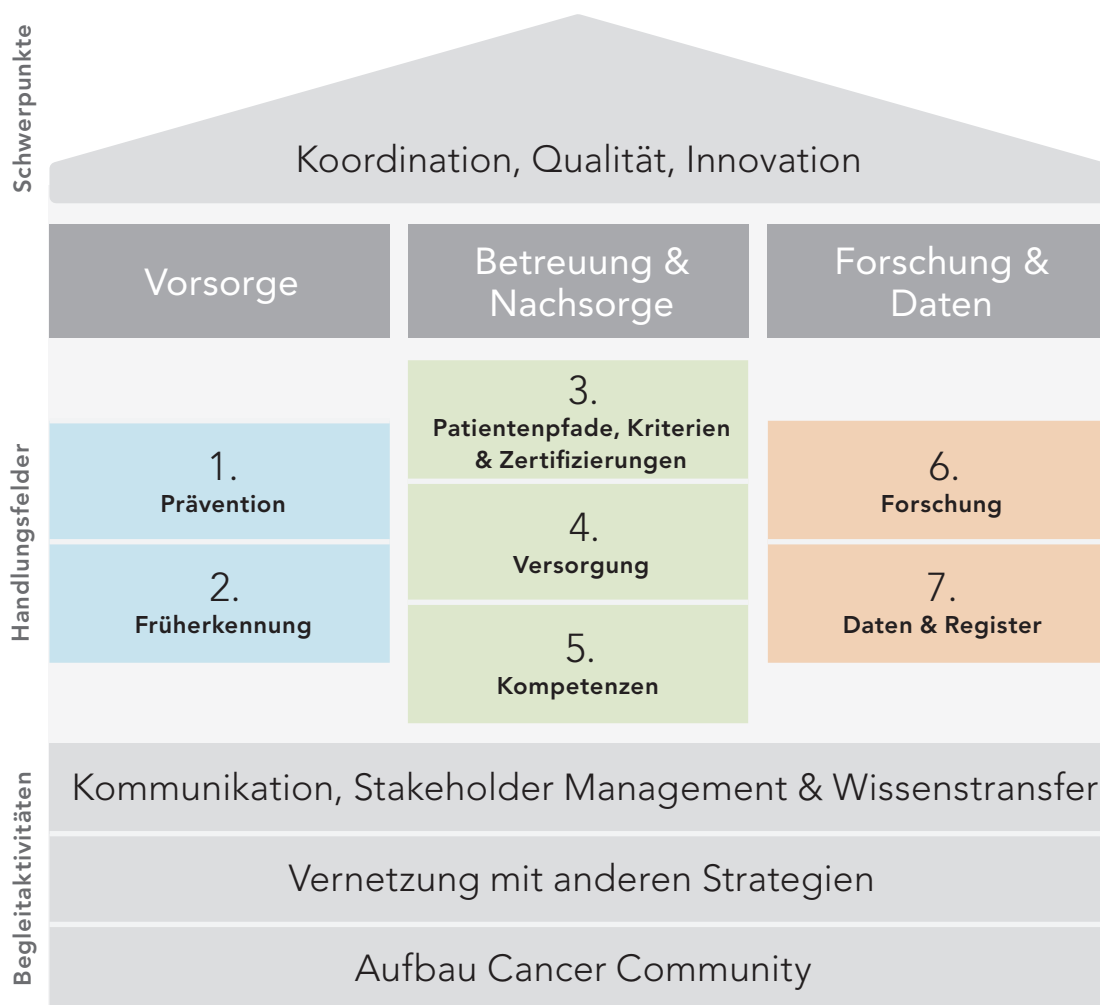 Schwerpunkte
Koordination, Qualität, Innovation
Vorsorge
Betreuung &
Nachsorge
Forschung &
Daten
Handlungsfelder
1.
Prävention
2.
Früherkennung
3.
Patientenpfade, Kriterien
& Zertifizierungen
4.
Versorgung
5.
Kompetenzen
6.
Forschung
7.
Daten & Register
Begleitaktivitäten
Kommunikation, Stakeholder Management & Wissenstransfer
Vernetzung mit anderen Strategien
Aufbau Cancer Community